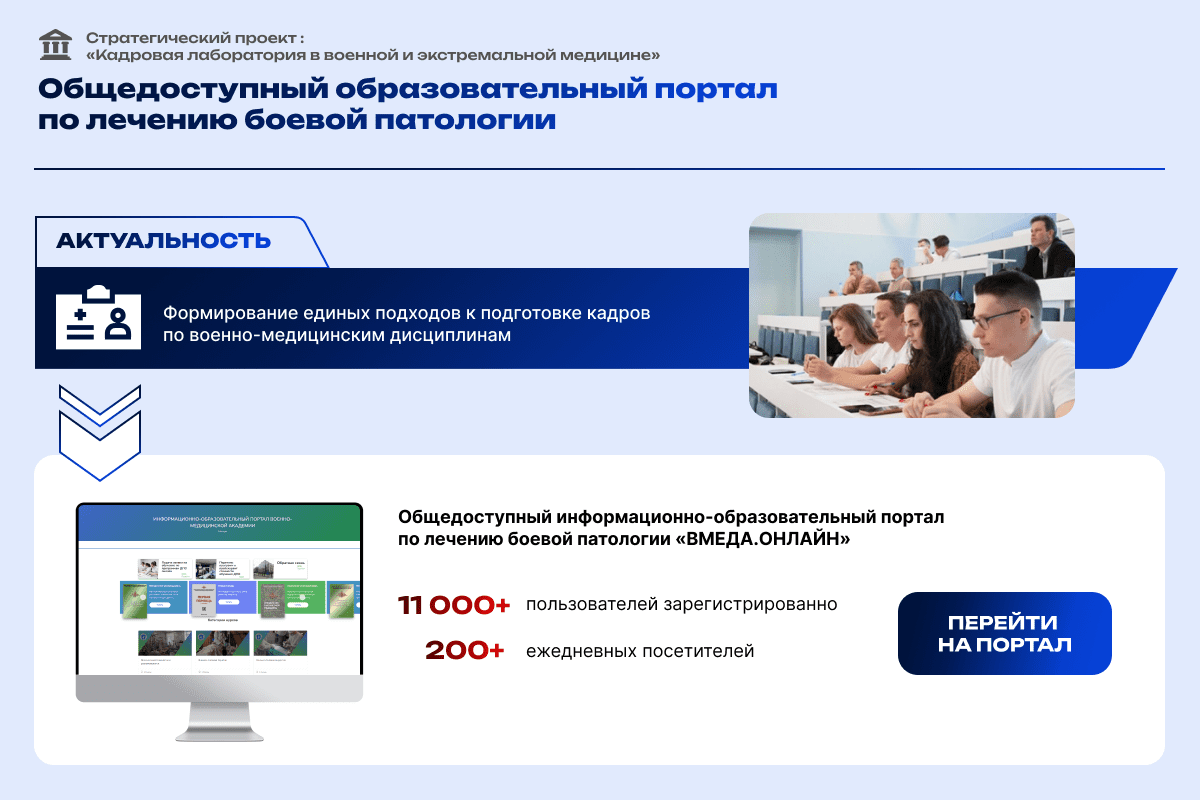 Стратегический проект :
«Кадровая лаборатория в военной и экстремальной медицине»
Общедоступный образовательный портал
по лечению боевой патологии
АКТУАЛЬНОСТЬ
Формирование единых подходов к подготовке кадров
по военно-медицинским дисциплинам
ИНФОРМАЦИОННО-ОБРАЗОВАТЕЛЬНЫЙ ПОРТАЛ ВОЕННО-
МЕДИЦИНСКОЙ АКАДЕМИИ
Общедоступный информационно-образовательный портал
по лечению боевой патологии «ВМЕДА.ОНЛАЙН»
11 000+ пользователей зарегистрированно
200+ ежедневных посетителей
ПЕРЕЙТИ
НА ПОРТАЛ